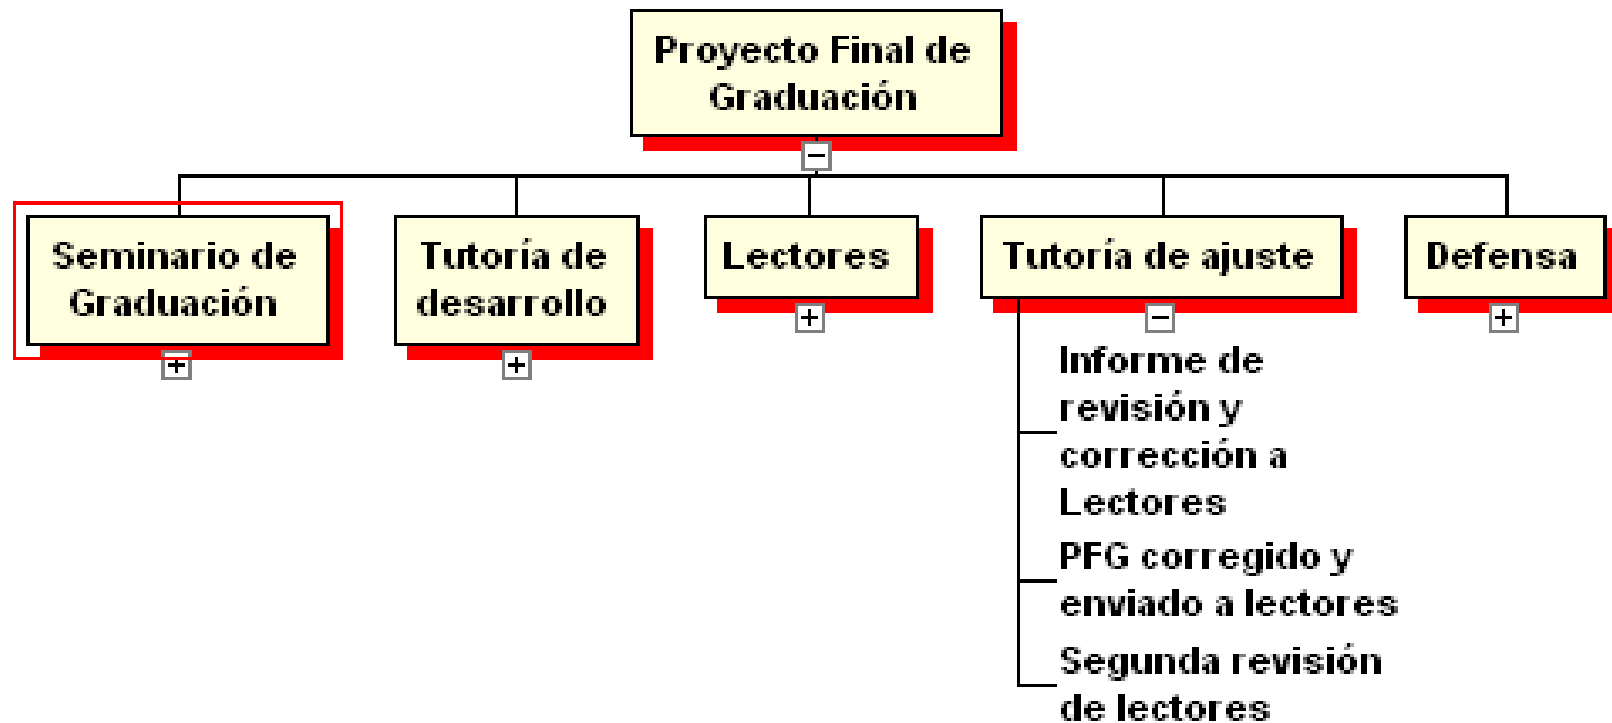 Proyecto Final de
Graduación
Seminario de
Graduación
Tutoría de
desarrollo
Lectores
Tutoría de ajuste
Defensa
Informe de
revisión y
corrección a
Lectores
PFG corregido y
enviado a lectores
Segunda revisión
de lectores